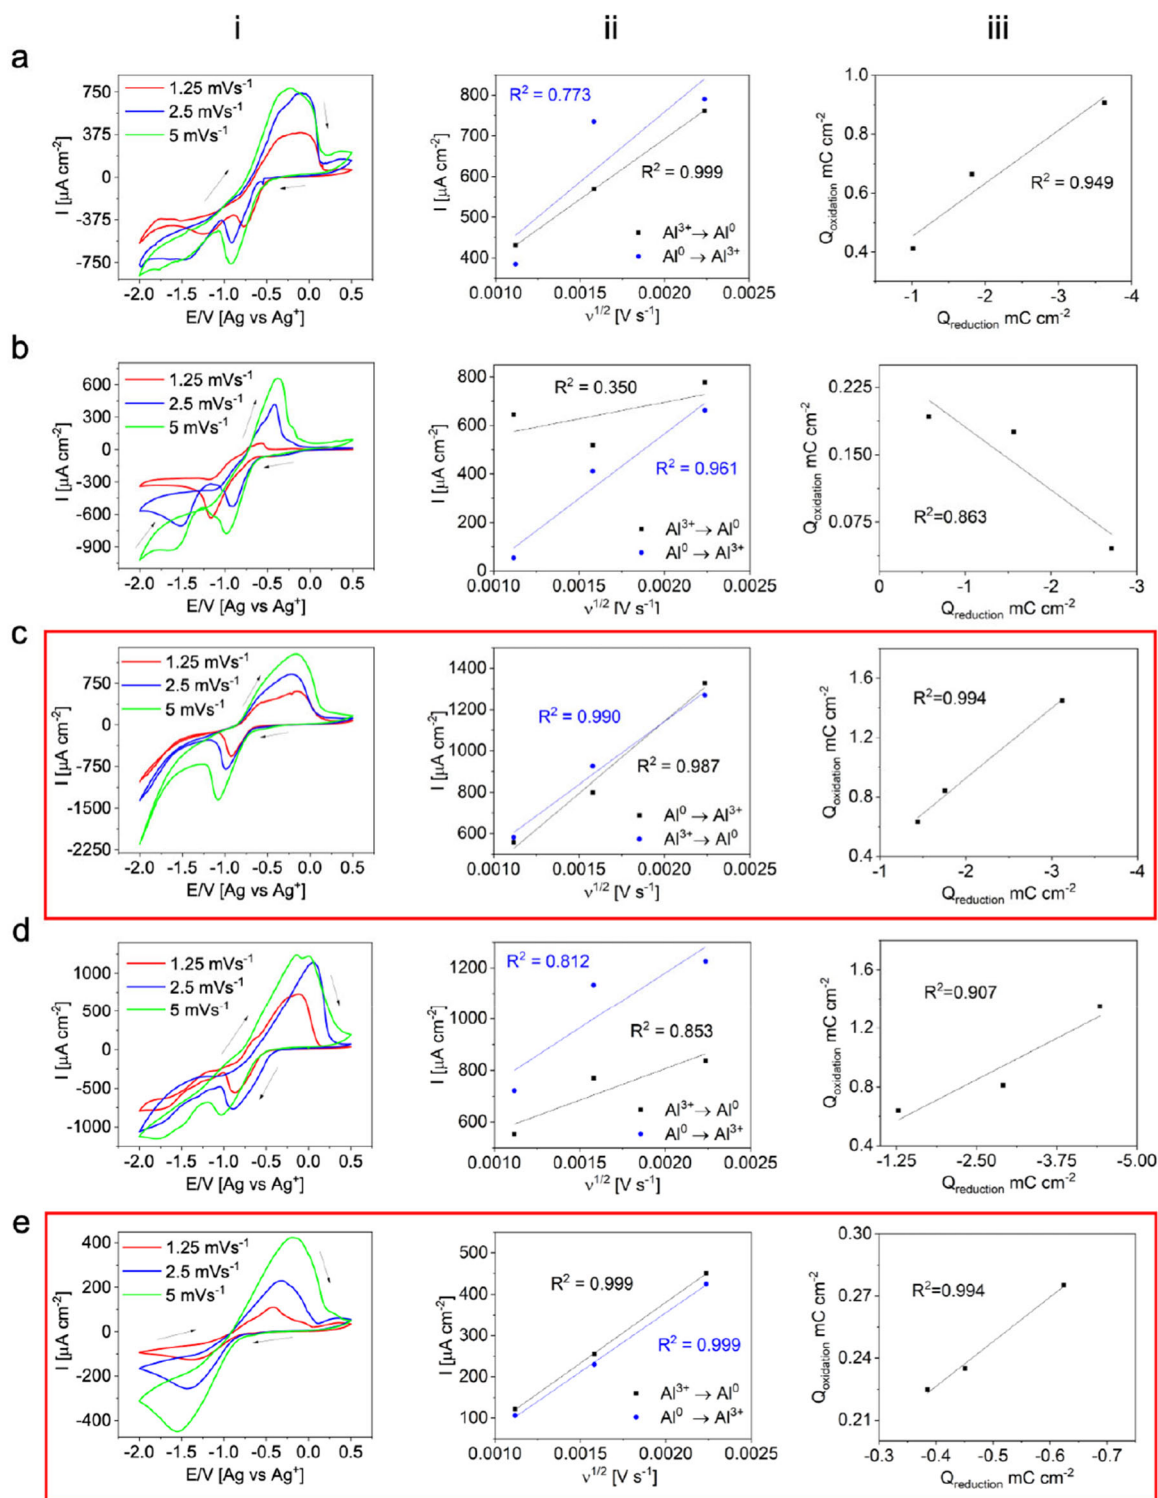 i ii iii
a
1.25 mVs⁻¹
2.5 mVs⁻¹
5 mVs⁻¹
I [µA cm⁻²]
750
375
0
-375
-750
-2.0 -1.5 -1.0 -0.5 0.0 0.5
E/V [Ag vs Ag⁺]
R² = 0.773
R² = 0.999
Al³⁺→ Al⁰
Al⁰ → Al³⁺
I [µA cm⁻²]
800
700
600
500
400
0.0010 0.0015 0.0020 0.0025
ν¹/² [V s⁻¹]
R² = 0.949
Qoxidation mC cm⁻²
1.0
0.8
0.6
0.4
-1 -2 -3 -4
Qreduction mC cm⁻²
b
1.25 mVs⁻¹
2.5 mVs⁻¹
5 mVs⁻¹
I [µA cm⁻²]
600
300
0
-300
-600
-900
-2.0 -1.5 -1.0 -0.5 0.0 0.5
E/V [Ag vs Ag⁺]
R² = 0.350
R² = 0.961
Al³⁺→ Al⁰
Al⁰ → Al³⁺
I [µA cm⁻²]
800
600
400
200
0
0.0010 0.0015 0.0020 0.0025
ν¹/² [V s⁻¹]
R²=0.863
Qoxidation mC cm⁻²
0.225
0.150
0.075
0 -1 -2 -3
Qreduction mC cm⁻²
c
1.25 mVs⁻¹
2.5 mVs⁻¹
5 mVs⁻¹
I [µA cm⁻²]
750
0
-750
-1500
-2250
-2.0 -1.5 -1.0 -0.5 0.0 0.5
E/V [Ag vs Ag⁺]
R² = 0.990
R² = 0.987
Al⁰ → Al³⁺
Al³⁺ → Al⁰
I [µA cm⁻²]
1400
1200
1000
800
600
0.0010 0.0015 0.0020 0.0025
ν¹/² [V s⁻¹]
R²=0.994
Qoxidation mC cm⁻²
1.6
1.2
0.8
0.4
-1 -2 -3 -4
Qreduction mC cm⁻²
d
1.25 mVs⁻¹
2.5 mVs⁻¹
5 mVs⁻¹
I [µA cm⁻²]
1000
500
0
-500
-1000
-2.0 -1.5 -1.0 -0.5 0.0 0.5
E/V [Ag vs Ag⁺]
R² = 0.812
R² = 0.853
Al³⁺→ Al⁰
Al⁰ → Al³⁺
I [µA cm⁻²]
1200
1000
800
600
0.0010 0.0015 0.0020 0.0025
ν¹/² [V s⁻¹]
R²=0.907
Qoxidation mC cm⁻²
1.6
1.2
0.8
0.4
-1.25 -2.50 -3.75 -5.00
Qreduction mC cm⁻²
e
1.25 mVs⁻¹
2.5 mVs⁻¹
5 mVs⁻¹
I [µA cm⁻²]
400
200
0
-200
-400
-2.0 -1.5 -1.0 -0.5 0.0 0.5
E/V [Ag vs Ag⁺]
R² = 0.999
R² = 0.999
Al³⁺→ Al⁰
Al⁰ → Al³⁺
I [µA cm⁻²]
500
400
300
200
100
0.0010 0.0015 0.0020 0.0025
ν¹/² [V s⁻¹]
R²=0.994
Qoxidation mC cm⁻²
0.30
0.27
0.24
0.21
-0.3 -0.4 -0.5 -0.6 -0.7
Qreduction mC cm⁻²